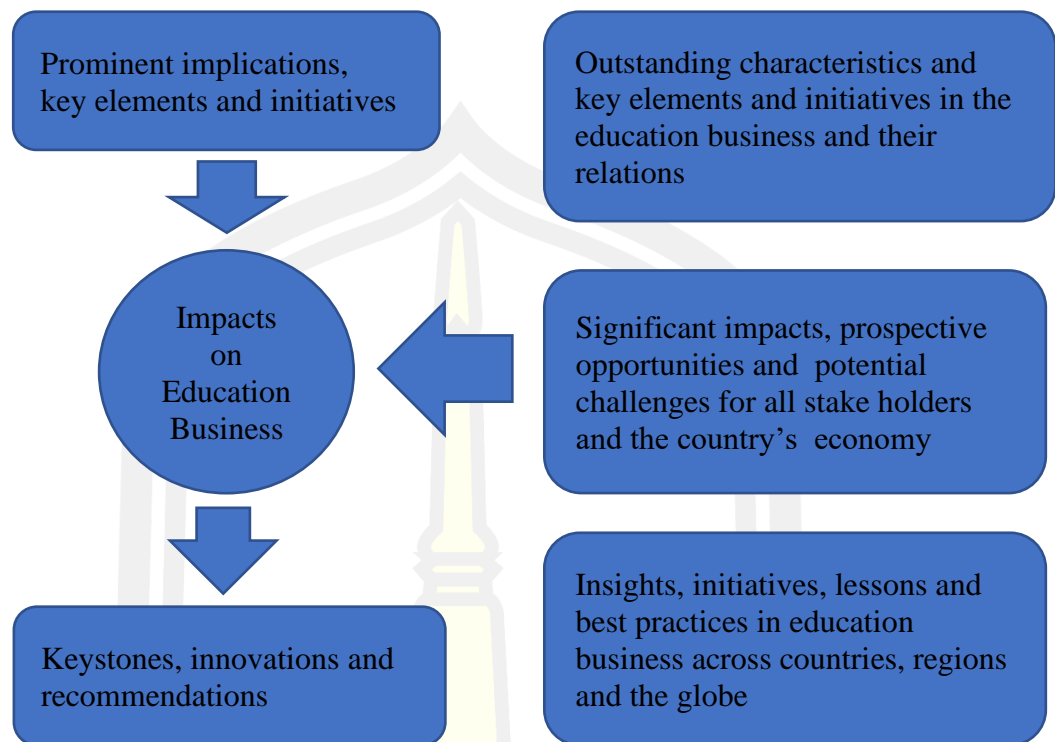 Prominent implications,
key elements and initiatives
Outstanding characteristics and
key elements and initiatives in the
education business and their
relations
Impacts
on
Education
Business
Significant impacts, prospective
opportunities and  potential
challenges for all stake holders
and the country’s  economy
Keystones, innovations and
recommendations
Insights, initiatives, lessons and
best practices in education
business across countries, regions
and the globe